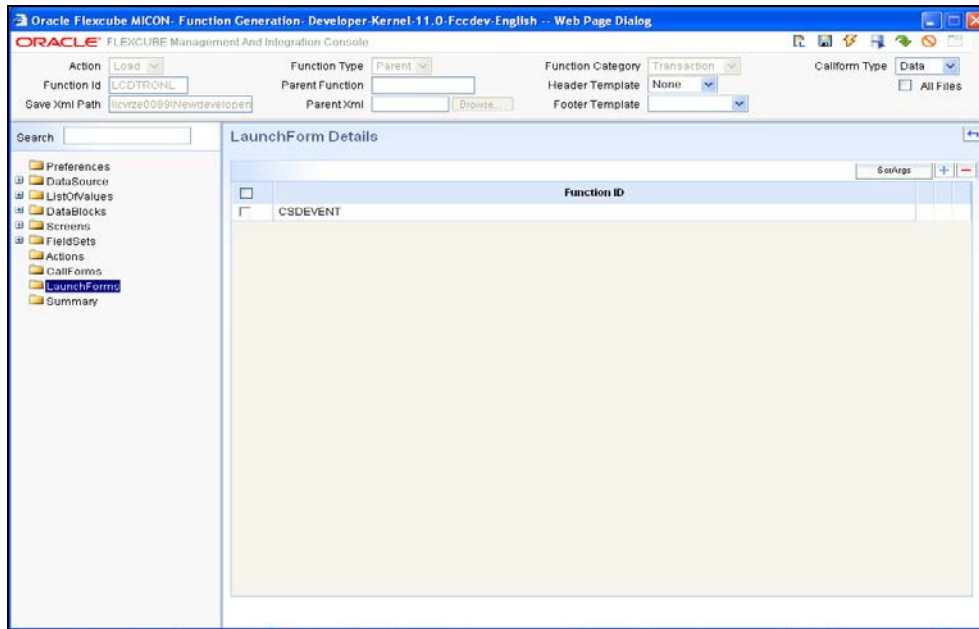 Oracle Flexcube MICON- Function Generation- Developer-Kernel-11.0-Fccdev-English -- Web Page Dialog
ORACLE FLEXCUBE Management And Integration Console
Action Load Function Type Parent Function Category Transaction Callform Type Data
Function Id LCDTRONL Parent Function Header Template None All Files
Save Xml Path Parent Xml Browse... Footer Template
Search
LaunchForm Details
Preferences
DataSource
ListOfValues
DataBlocks
Screens
FieldSets
Actions
CallForms
LaunchForms
Summary
Function ID
CSDEVENT